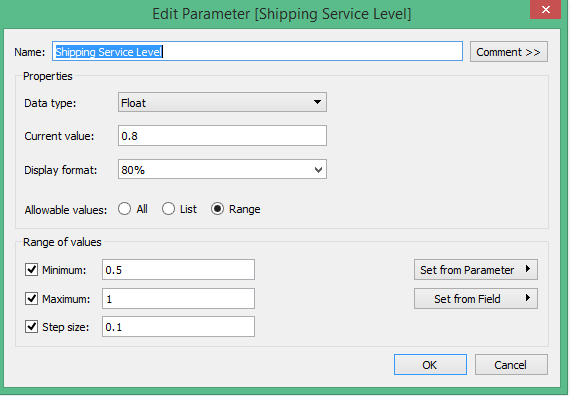 Edit Parameter [Shipping Service Level]
Name: Shipping Service Level Comment >>
Properties
Data type: Float
Current value: 0.8
Display format: 80%
Allowable values: All List Range
Range of values
Minimum: 0.5 Set from Parameter
Maximum: 1 Set from Field
Step size: 0.1
OK Cancel